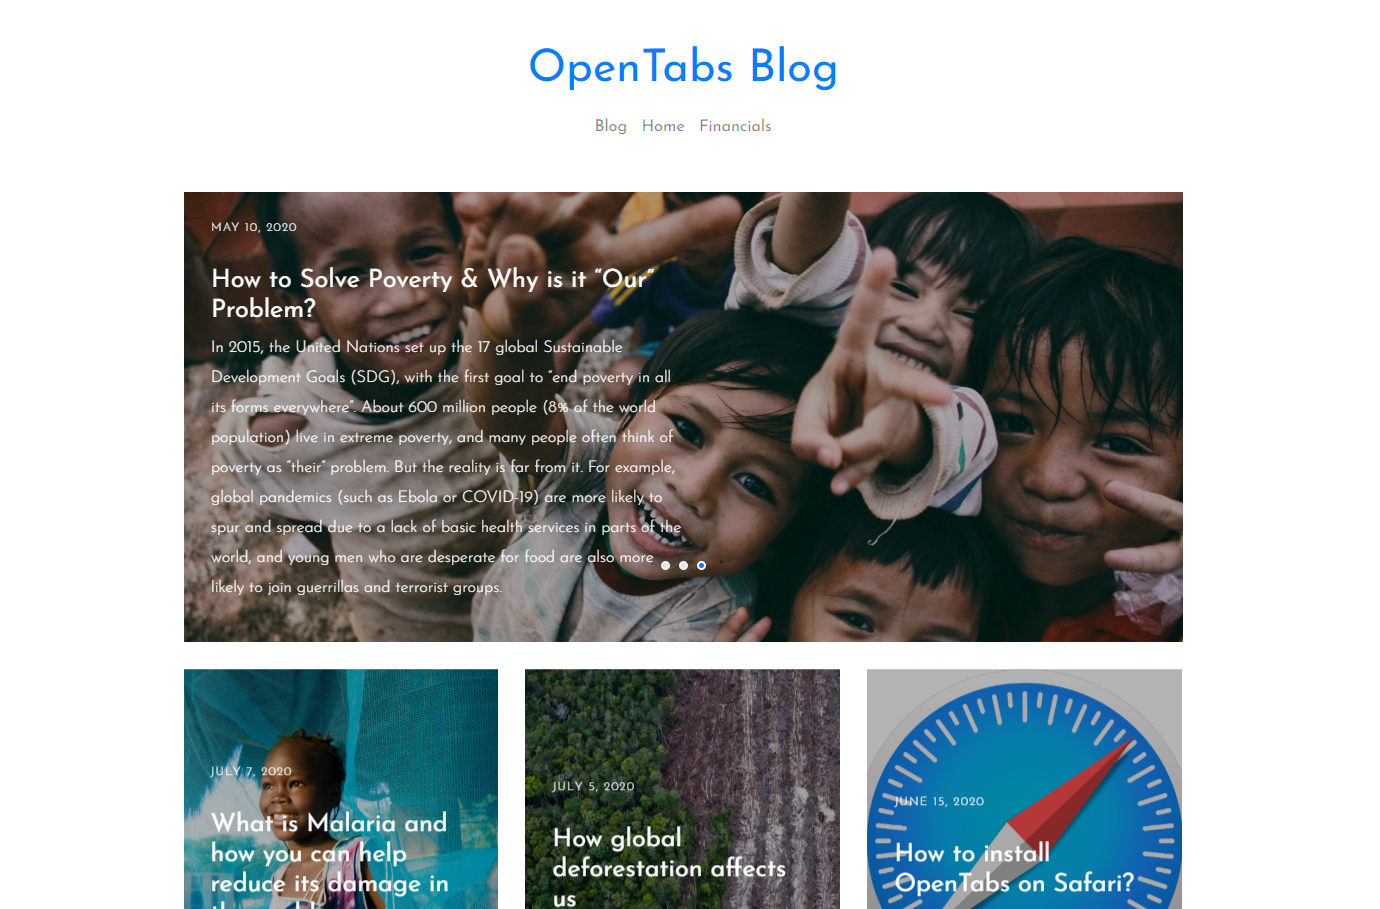 OpenTabs Blog
Blog Home Financials
MAY 10, 2020
How to Solve Poverty & Why is it “Our”
Problem?
In 2015, the United Nations set up the 17 global Sustainable
Development Goals (SDG), with the first goal to “end poverty in all
its forms everywhere”. About 600 million people (8% of the world
population) live in extreme poverty, and many people often think of
poverty as “their” problem. But the reality is far from it. For example,
global pandemics (such as Ebola or COVID-19) are more likely to
spur and spread due to a lack of basic health services in parts of the
world, and young men who are desperate for food are also more
likely to join guerrillas and terrorist groups.
JULY 7, 2020
What is Malaria and
how you can help
reduce its damage in
JULY 5, 2020
How global
deforestation affects
us
JUNE 15, 2020
How to install
OpenTabs on Safari?